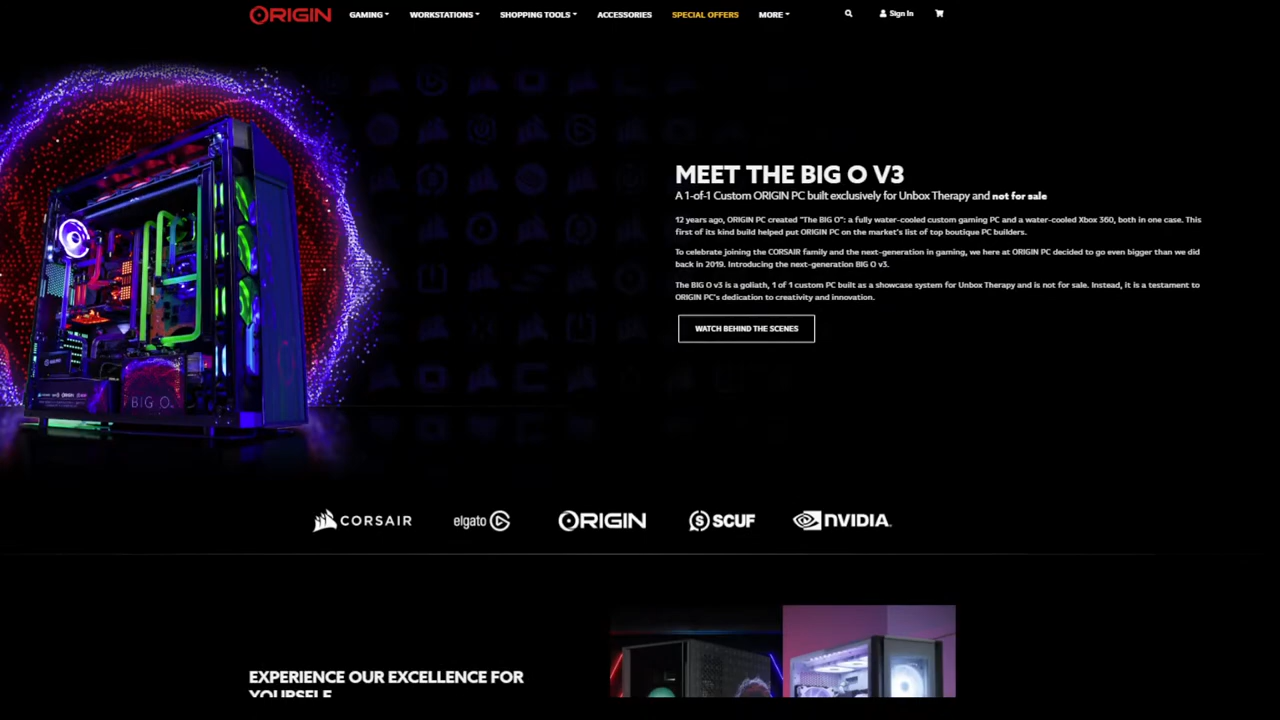 ORIGIN
GAMING WORKSTATIONS SHOPPING TOOLS ACCESSORIES SPECIAL OFFERS MORE Sign In
MEET THE BIG O V3
A 1-of-1 Custom ORIGIN PC built exclusively for Unbox Therapy and not for sale
12 years ago, ORIGIN PC created "The BIG O": a fully water-cooled custom gaming PC and a water-cooled Xbox 360, both in one case. This
first of its kind build helped put ORIGIN PC on the market's list of top boutique PC builders.
To celebrate joining the CORSAIR family and the next-generation in gaming, we here at ORIGIN PC decided to go even bigger than we did
back in 2019. Introducing the next-generation BIG O v3.
The BIG O v3 is a goliath, 1 of 1 custom PC built as a showcase system for Unbox Therapy and is not for sale. Instead, it is a testament to
ORIGIN PC's dedication to creativity and innovation.
WATCH BEHIND THE SCENES
BIG O
CORSAIR elgato ORIGIN SCUF NVIDIA.
EXPERIENCE OUR EXCELLENCE FOR
YOURSELF